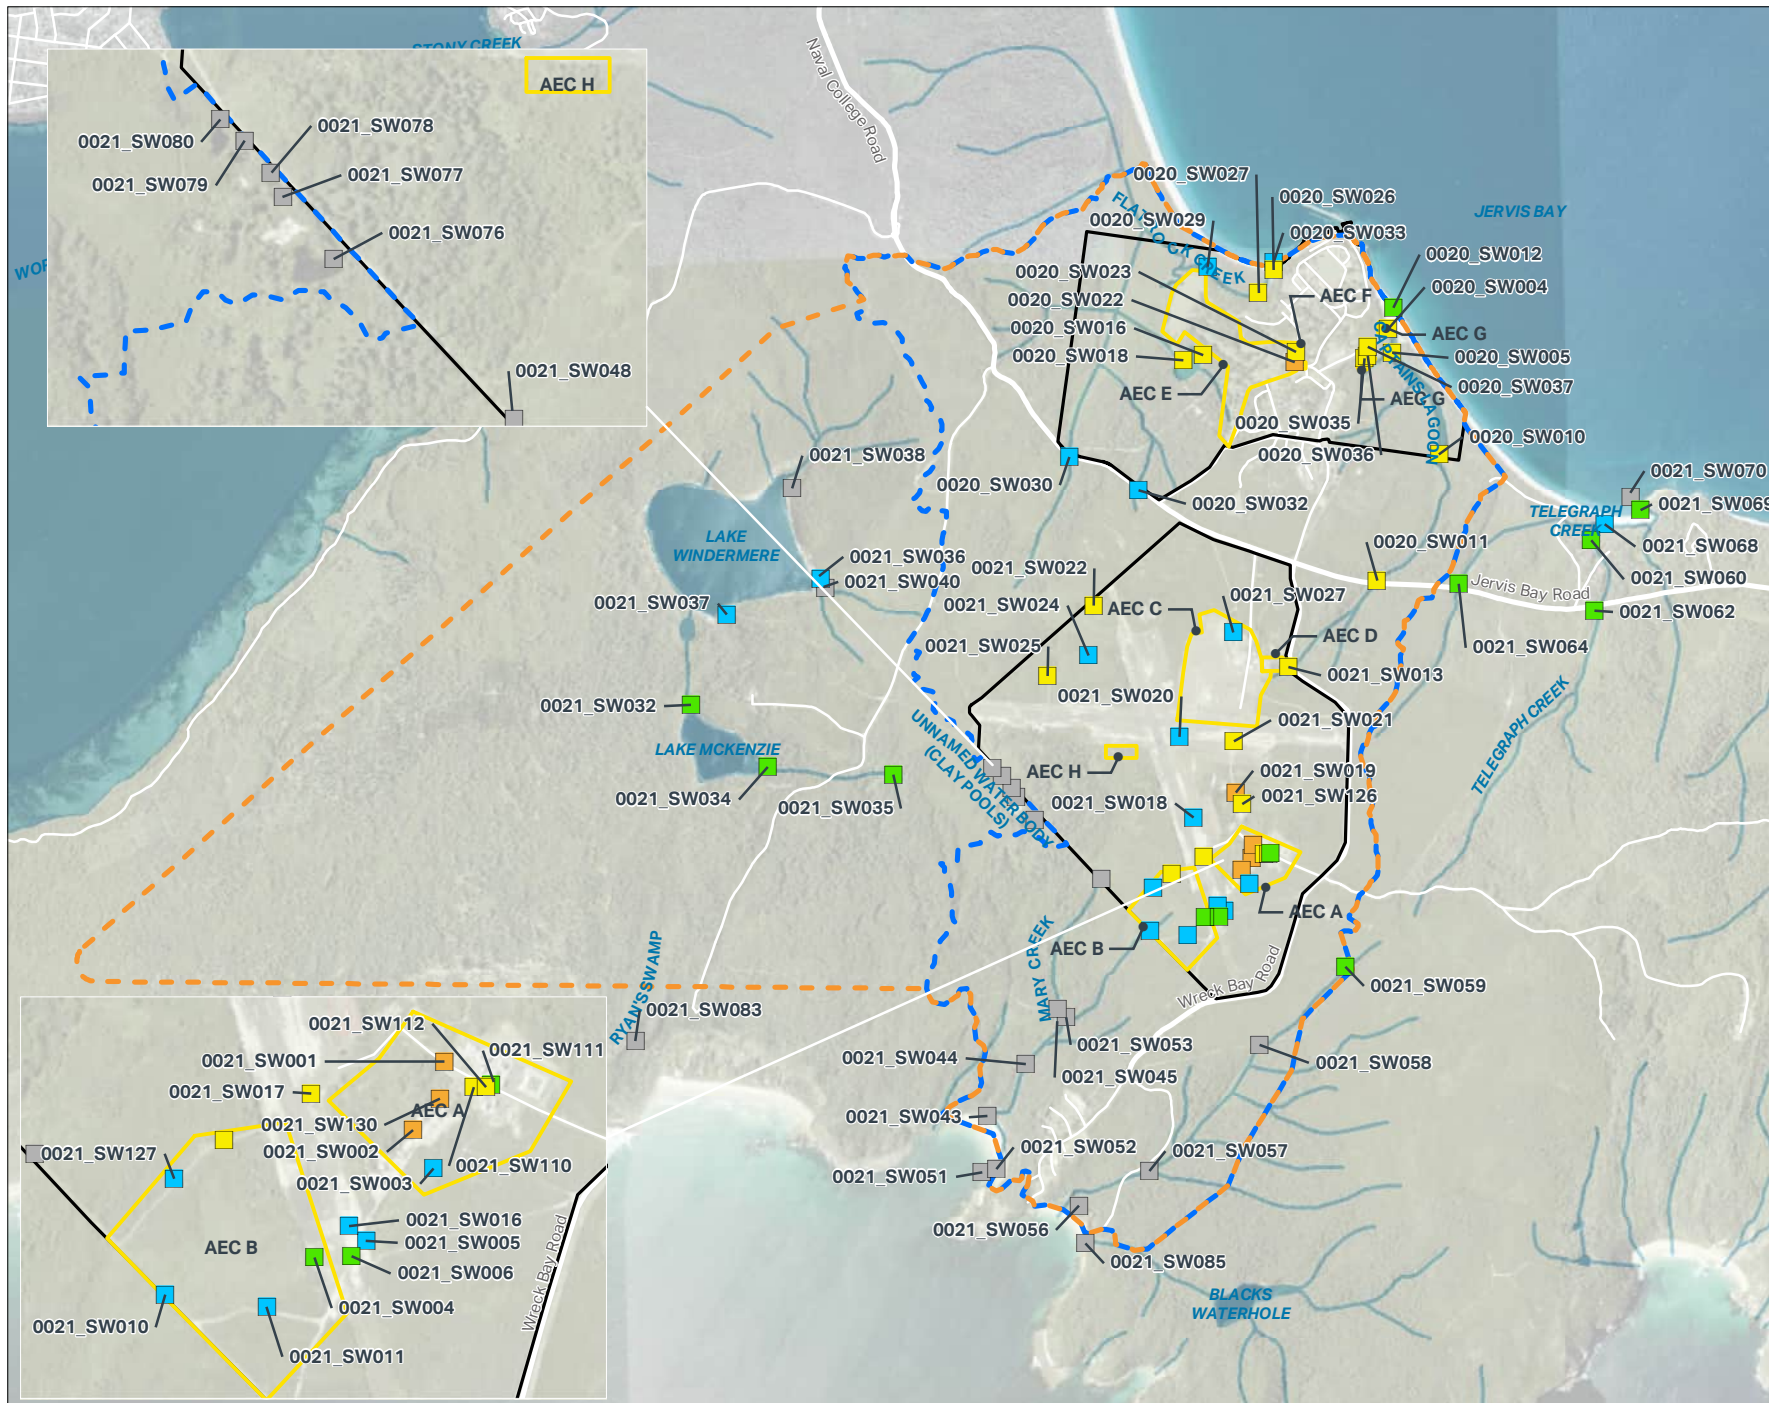 STONY CREEK
AEC H
0021_SW078
0021_SW080
0021_SW077
0021_SW079
0021_SW076
0021_SW048
Naval College Road
0020_SW027
0020_SW026
0020_SW029
0020_SW033
JERVIS BAY
FLAT ROCK CREEK
0020_SW012
0020_SW023
0020_SW004
0020_SW022
AEC F
0020_SW016
AEC G
0020_SW018
0020_SW005
0020_SW037
AEC E
AEC G
CAPTAINS LAGOON
0020_SW035
0020_SW010
0020_SW036
0021_SW038
0020_SW030
0020_SW032
0021_SW070
0021_SW069
TELEGRAPH
CREEK
0021_SW068
0021_SW060
0021_SW062
LAKE
WINDERMERE
0021_SW036
0021_SW040
0021_SW037
0021_SW022
0020_SW011
Jervis Bay Road
0021_SW024
AEC C
0021_SW027
AEC D
0021_SW064
0021_SW025
0021_SW013
0021_SW020
0021_SW032
0021_SW021
TELEGRAPH CREEK
LAKE MCKENZIE
UNNAMED WATERBODY
(CLAY POOLS)
AEC H
0021_SW019
0021_SW034
0021_SW035
0021_SW018
0021_SW126
AEC A
AEC B
MARY CREEK
Wreck Bay Road
0021_SW059
RYAN'S SWAMP
0021_SW083
0021_SW053
0021_SW044
0021_SW045
0021_SW058
0021_SW043
0021_SW052
0021_SW057
0021_SW051
0021_SW056
0021_SW085
BLACKS
WATERHOLE
0021_SW112
0021_SW111
0021_SW001
0021_SW017
AEC A
0021_SW130
0021_SW002
0021_SW127
0021_SW110
0021_SW003
0021_SW016
AEC B
0021_SW005
0021_SW006
0021_SW004
0021_SW010
0021_SW011
Wreck Bay Road